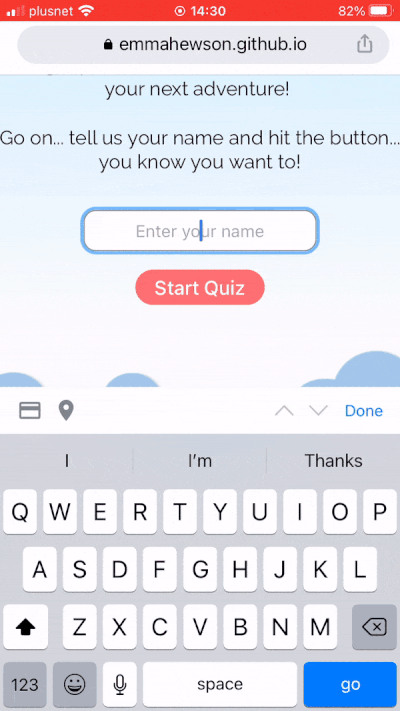 plusnet 14:30 82%
emmahewson.github.io
your next adventure!
Go on... tell us your name and hit the button...
you know you want to!
Enter your name
Start Quiz
Done
I I'm Thanks
Q W E R T Y U I O P
A S D F G H J K L
Z X C V B N M
123 space go